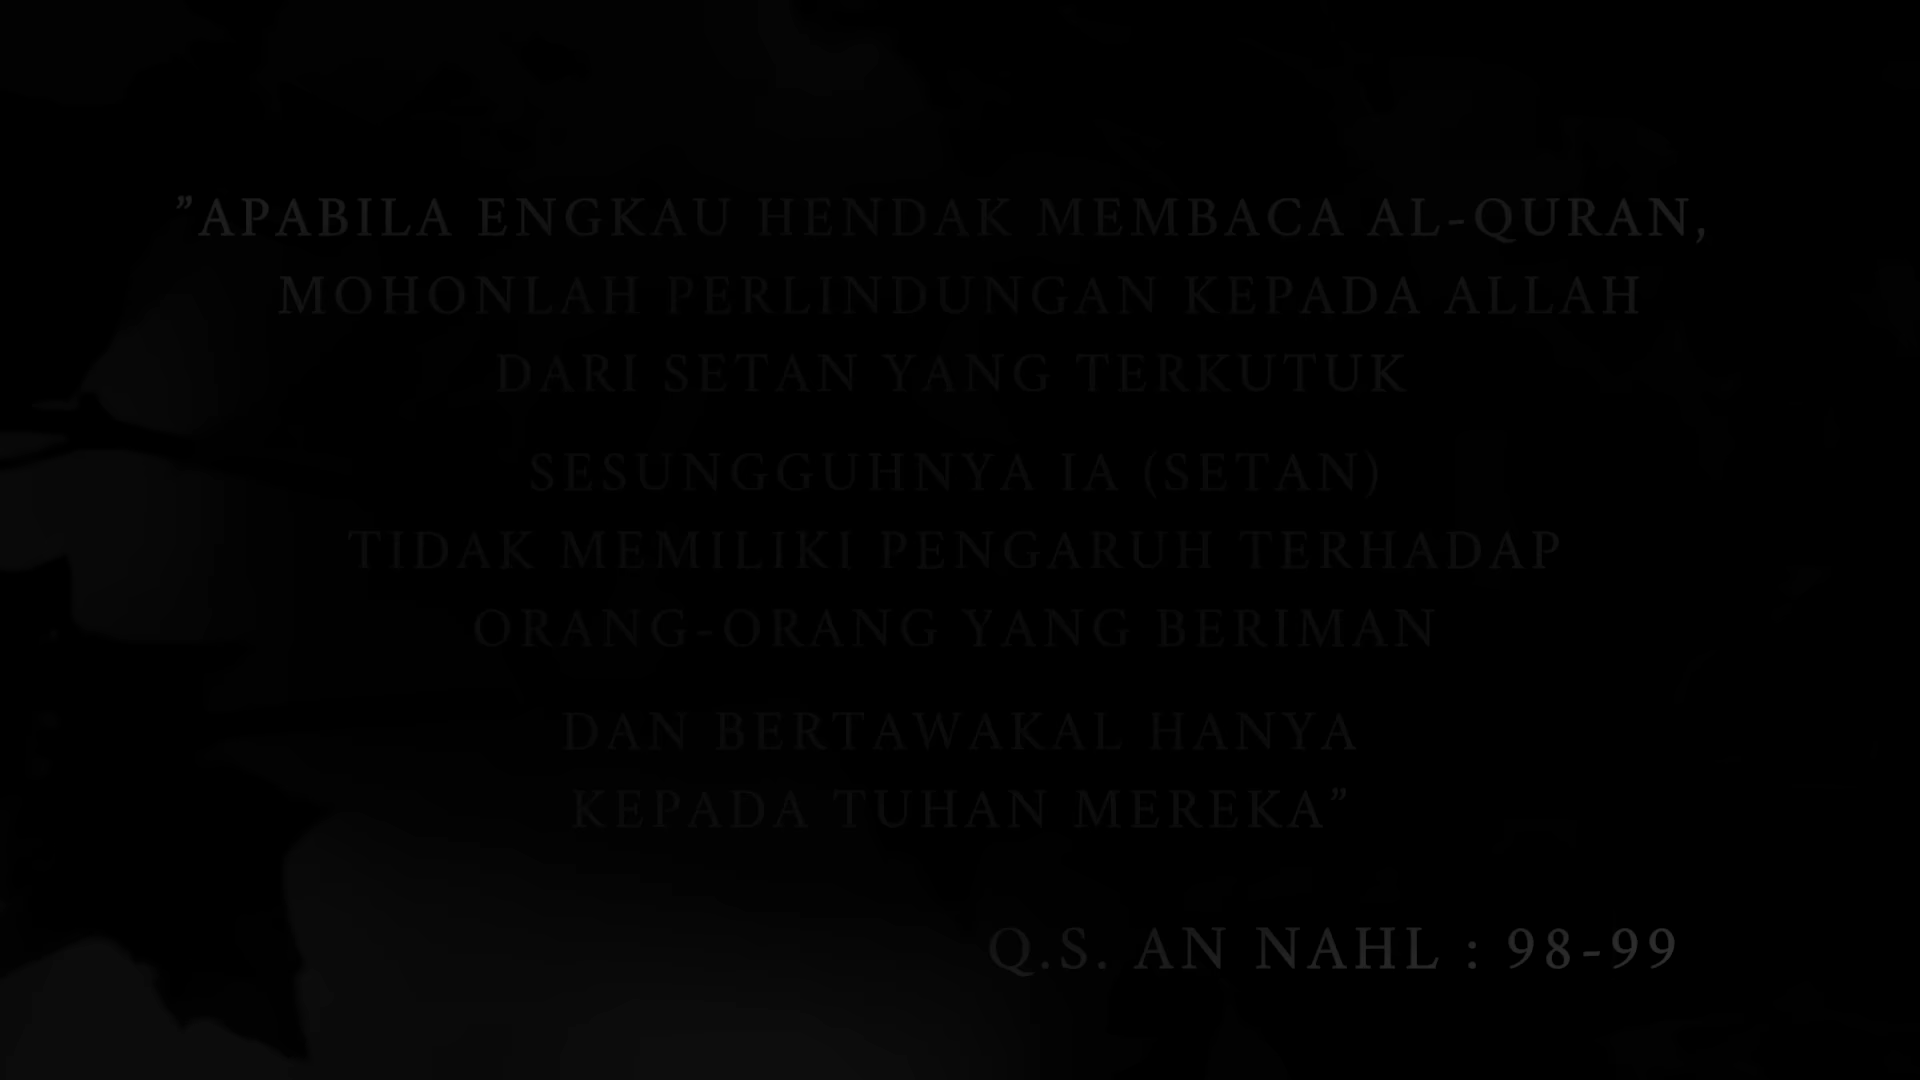 ”APABILA ENGKAU HENDAK MEMBACA AL-QURAN,
MOHONLAH PERLINDUNGAN KEPADA ALLAH
DARI SETAN YANG TERKUTUK
SESUNGGUHNYA IA (SETAN)
TIDAK MEMILIKI PENGARUH TERHADAP
ORANG-ORANG YANG BERIMAN
DAN BERTAWAKAL HANYA
KEPADA TUHAN MEREKA”
Q.S. AN NAHL : 98-99